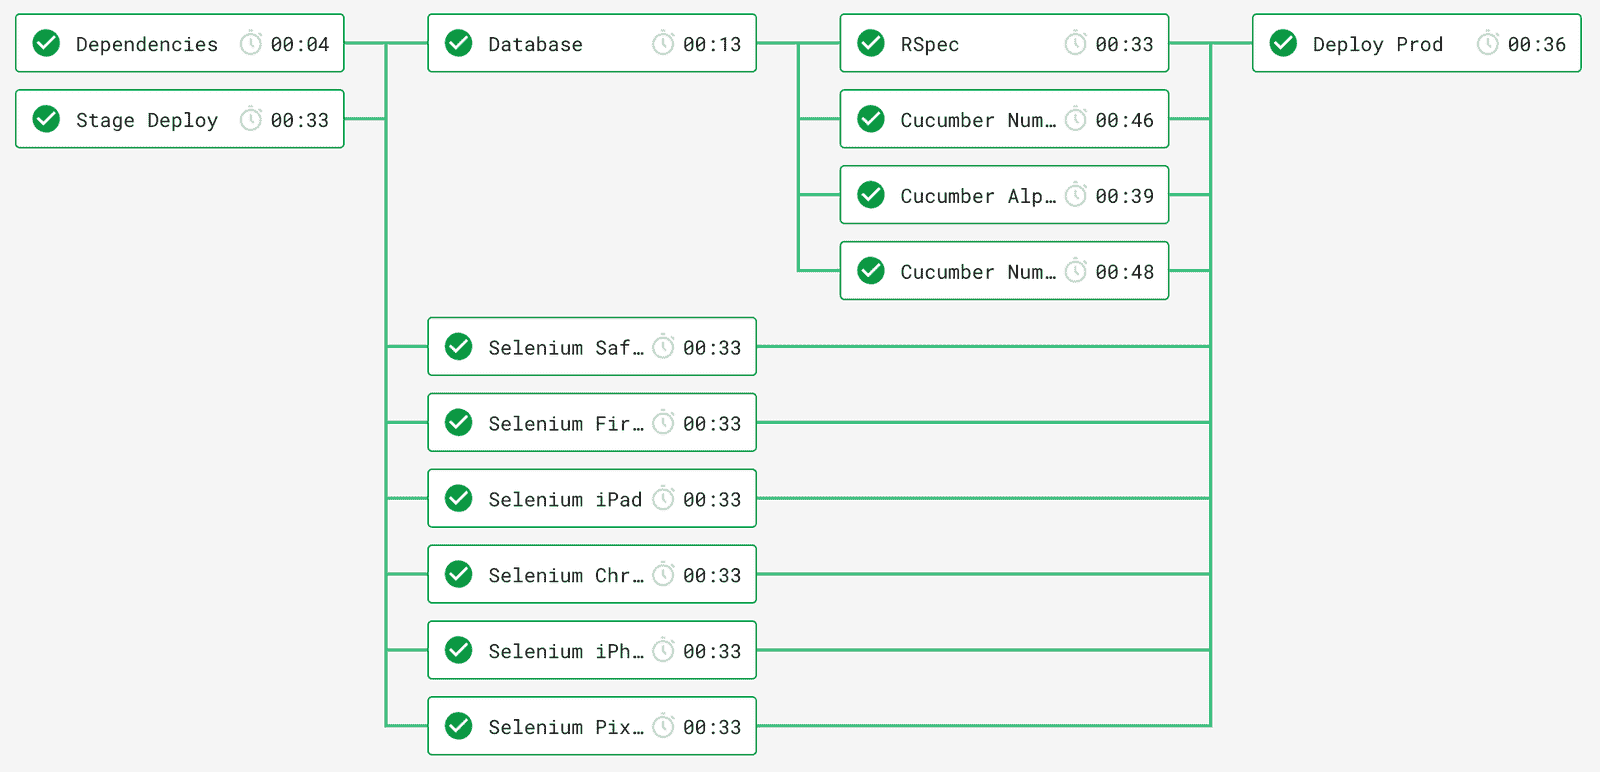 Dependencies 00:04
Stage Deploy 00:33
Database 00:13
Selenium Saf… 00:33
Selenium Fir… 00:33
Selenium iPad 00:33
Selenium Chr… 00:33
Selenium iPh… 00:33
Selenium Pix… 00:33
RSpec 00:33
Cucumber Num… 00:46
Cucumber Alp… 00:39
Cucumber Num… 00:48
Deploy Prod 00:36